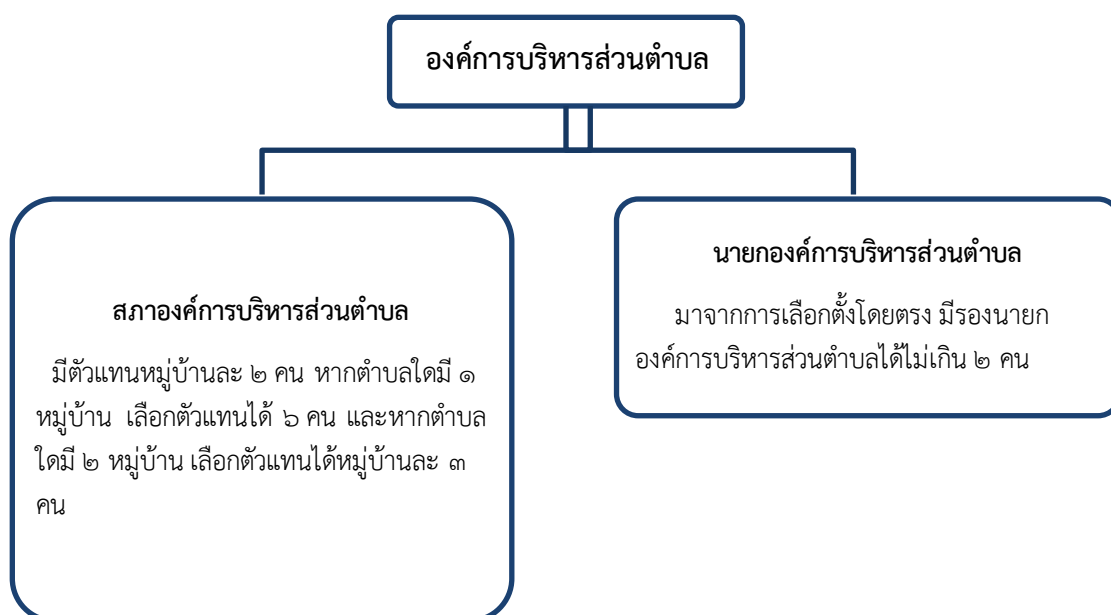 องค์การบริหารส่วนตำบล
สภาองค์การบริหารส่วนตำบล
มีตัวแทนหมู่บ้านละ ๒ คน หากตำบลใดมี ๑
หมู่บ้าน เลือกตัวแทนได้ ๖ คน และหากตำบล
ใดมี ๒ หมู่บ้าน เลือกตัวแทนได้หมู่บ้านละ ๓
คน
นายกองค์การบริหารส่วนตำบล
มาจากการเลือกตั้งโดยตรง มีรองนายก
องค์การบริหารส่วนตำบลได้ไม่เกิน ๒ คน